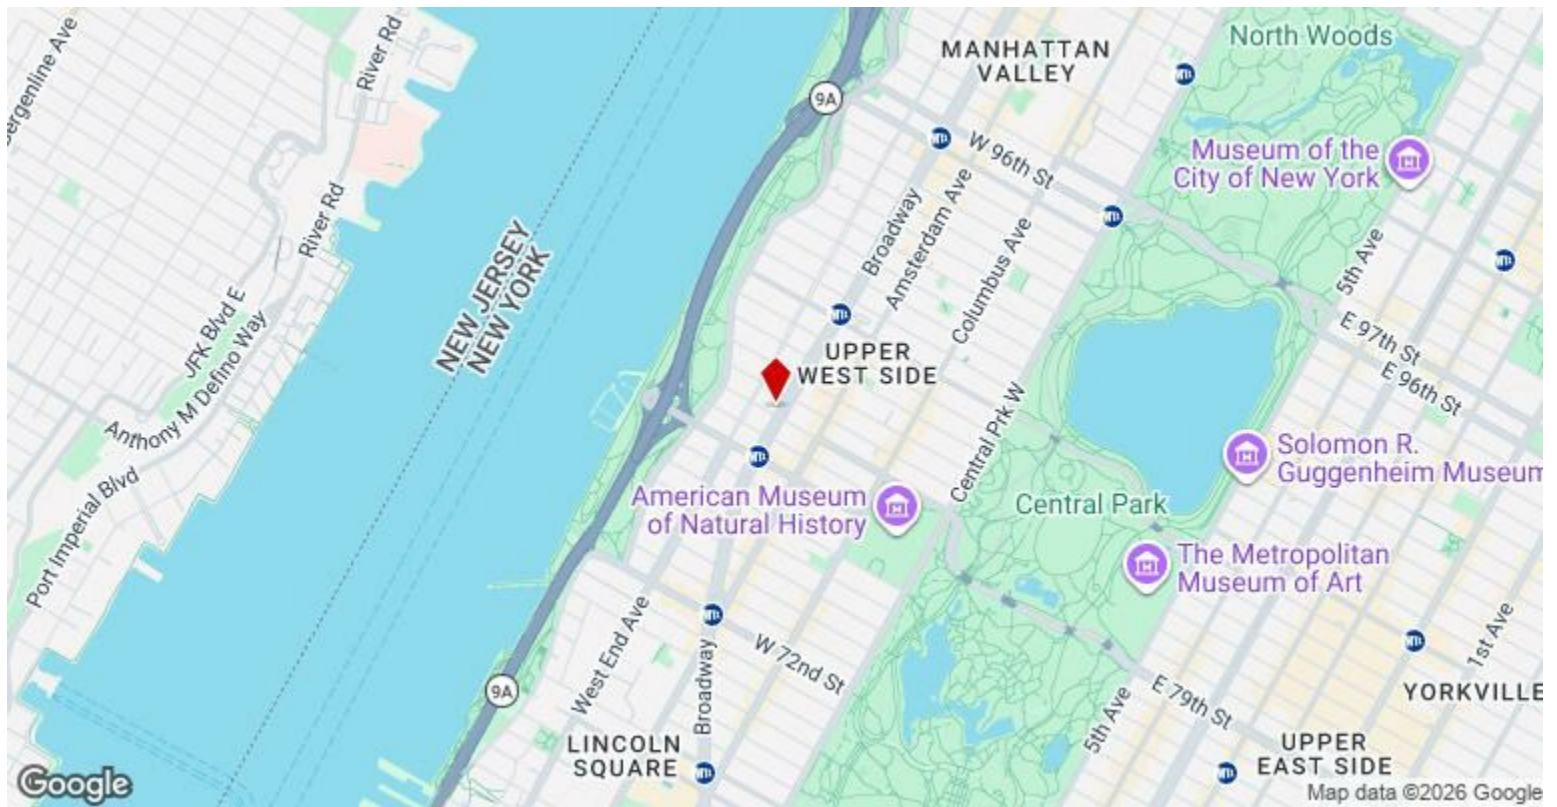 Bergenline Ave
River Rd
MANHATTAN
VALLEY
North Woods
9A
W 96th St
Museum of the
City of New York
River Rd
Broadway
Amsterdam Ave
Columbus Ave
5th Ave
NEW JERSEY
NEW YORK
JFK Blvd E
Anthony M Defino Way
E 97th St
E 96th St
UPPER
WEST SIDE
Central Prk W
Port Imperial Blvd
American Museum
of Natural History
Central Park
Solomon R.
Guggenheim Museum
The Metropolitan
Museum of Art
West End Ave
Broadway
W 72nd St
1st Ave
9A
E 79th St
5th Ave
YORKVILLE
LINCOLN
SQUARE
UPPER
EAST SIDE
Google
Map data ©2026 Google